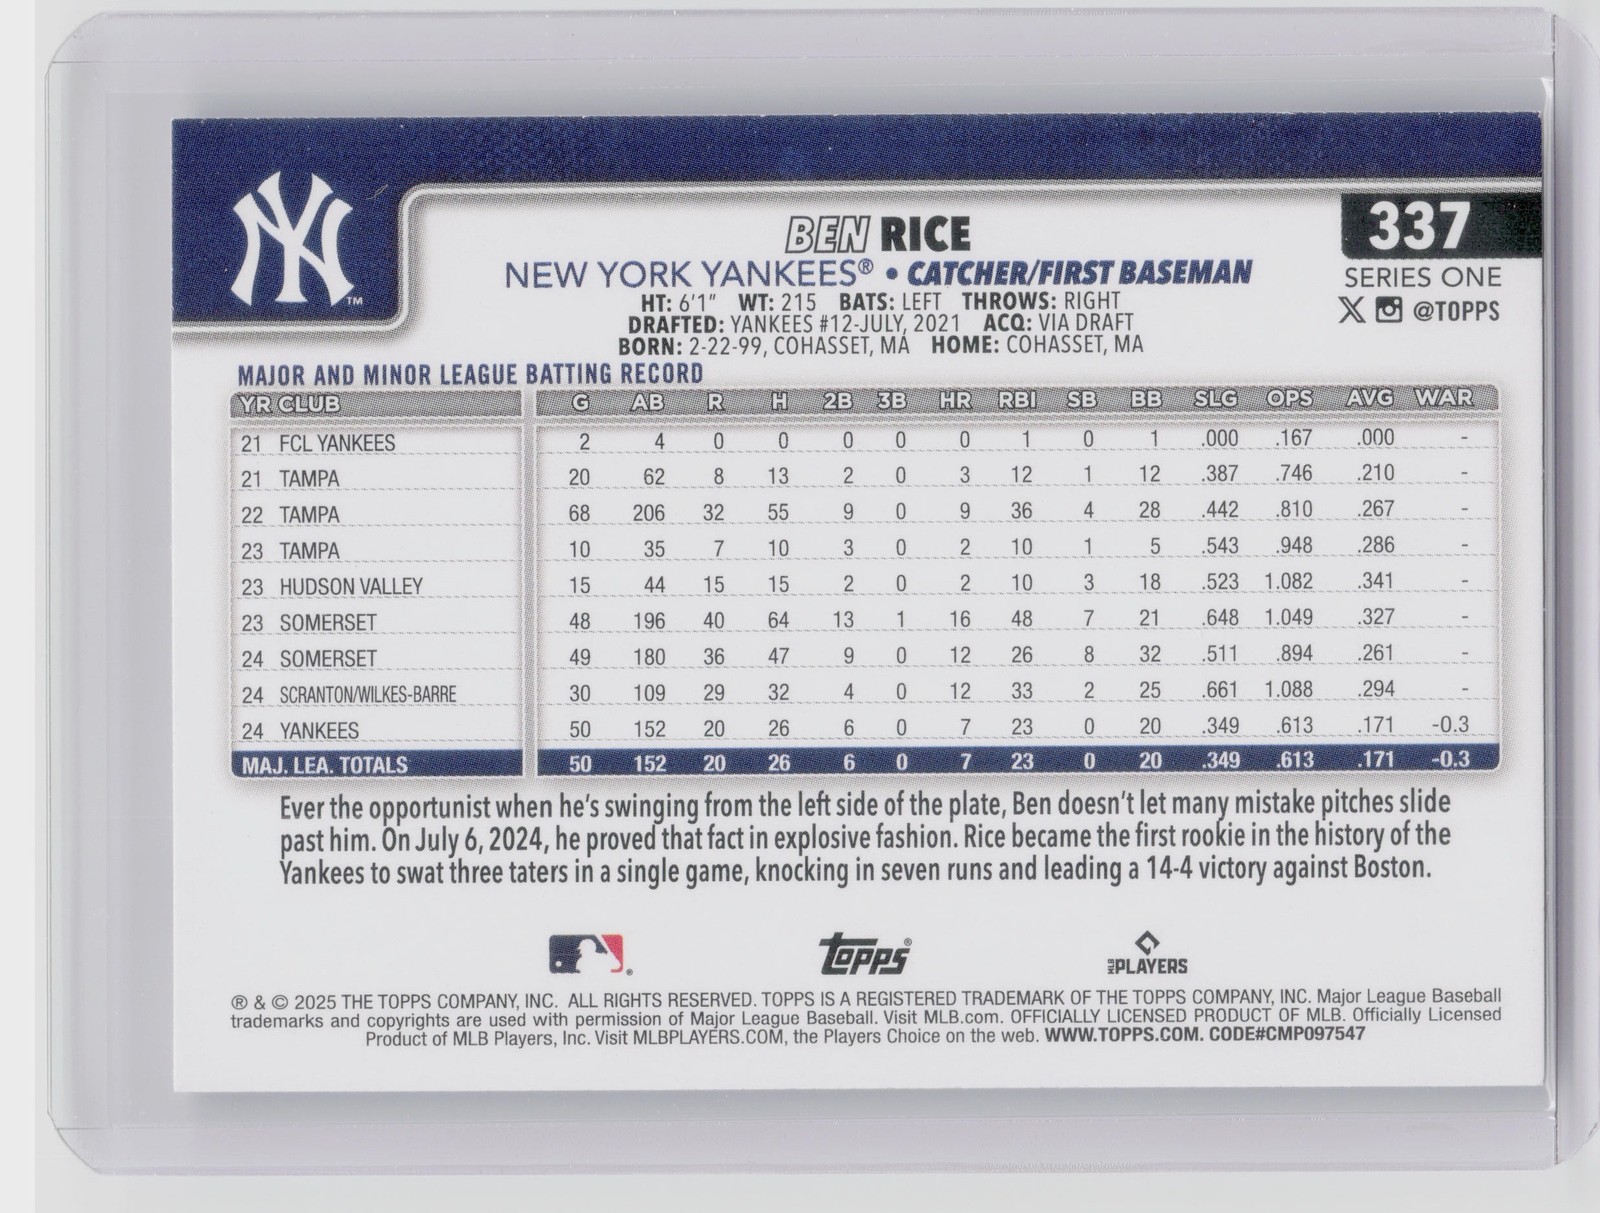 NY
TM
BEN RICE
337
NEW YORK YANKEES® • CATCHER/FIRST BASEMAN
SERIES ONE
HT: 6'1" WT: 215 BATS: LEFT THROWS: RIGHT
X @TOPPS
DRAFTED: YANKEES #12-JULY, 2021 ACQ: VIA DRAFT
BORN: 2-22-99, COHASSET, MA HOME: COHASSET, MA
MAJOR AND MINOR LEAGUE BATTING RECORD
YR CLUB G AB R H 2B 3B HR RBI SB BB SLG OPS AVG WAR
21 FCL YANKEES 2 4 0 0 0 0 0 1 0 1 .000 .167 .000 -
21 TAMPA 20 62 8 13 2 0 3 12 1 12 .387 .746 .210 -
22 TAMPA 68 206 32 55 9 0 9 36 4 28 .442 .810 .267 -
23 TAMPA 10 35 7 10 3 0 2 10 1 5 .543 .948 .286 -
23 HUDSON VALLEY 15 44 15 15 2 0 2 10 3 18 .523 1.082 .341 -
23 SOMERSET 48 196 40 64 13 1 16 48 7 21 .648 1.049 .327 -
24 SOMERSET 49 180 36 47 9 0 12 26 8 32 .511 .894 .261 -
24 SCRANTON/WILKES-BARRE 30 109 29 32 4 0 12 33 2 25 .661 1.088 .294 -
24 YANKEES 50 152 20 26 6 0 7 23 0 20 .349 .613 .171 -0.3
MAJ. LEA. TOTALS 50 152 20 26 6 0 7 23 0 20 .349 .613 .171 -0.3
Ever the opportunist when he's swinging from the left side of the plate, Ben doesn't let many mistake pitches slide
past him. On July 6, 2024, he proved that fact in explosive fashion. Rice became the first rookie in the history of the
Yankees to swat three taters in a single game, knocking in seven runs and leading a 14-4 victory against Boston.
® TOPPS® MLB PLAYERS
® & © 2025 THE TOPPS COMPANY, INC. ALL RIGHTS RESERVED. TOPPS IS A REGISTERED TRADEMARK OF THE TOPPS COMPANY, INC. Major League Baseball
trademarks and copyrights are used with permission of Major League Baseball. Visit MLB.com. OFFICIALLY LICENSED PRODUCT OF MLB. Officially Licensed
Product of MLB Players, Inc. Visit MLBPLAYERS.COM, the Players Choice on the web. WWW.TOPPS.COM. CODE#CMP097547